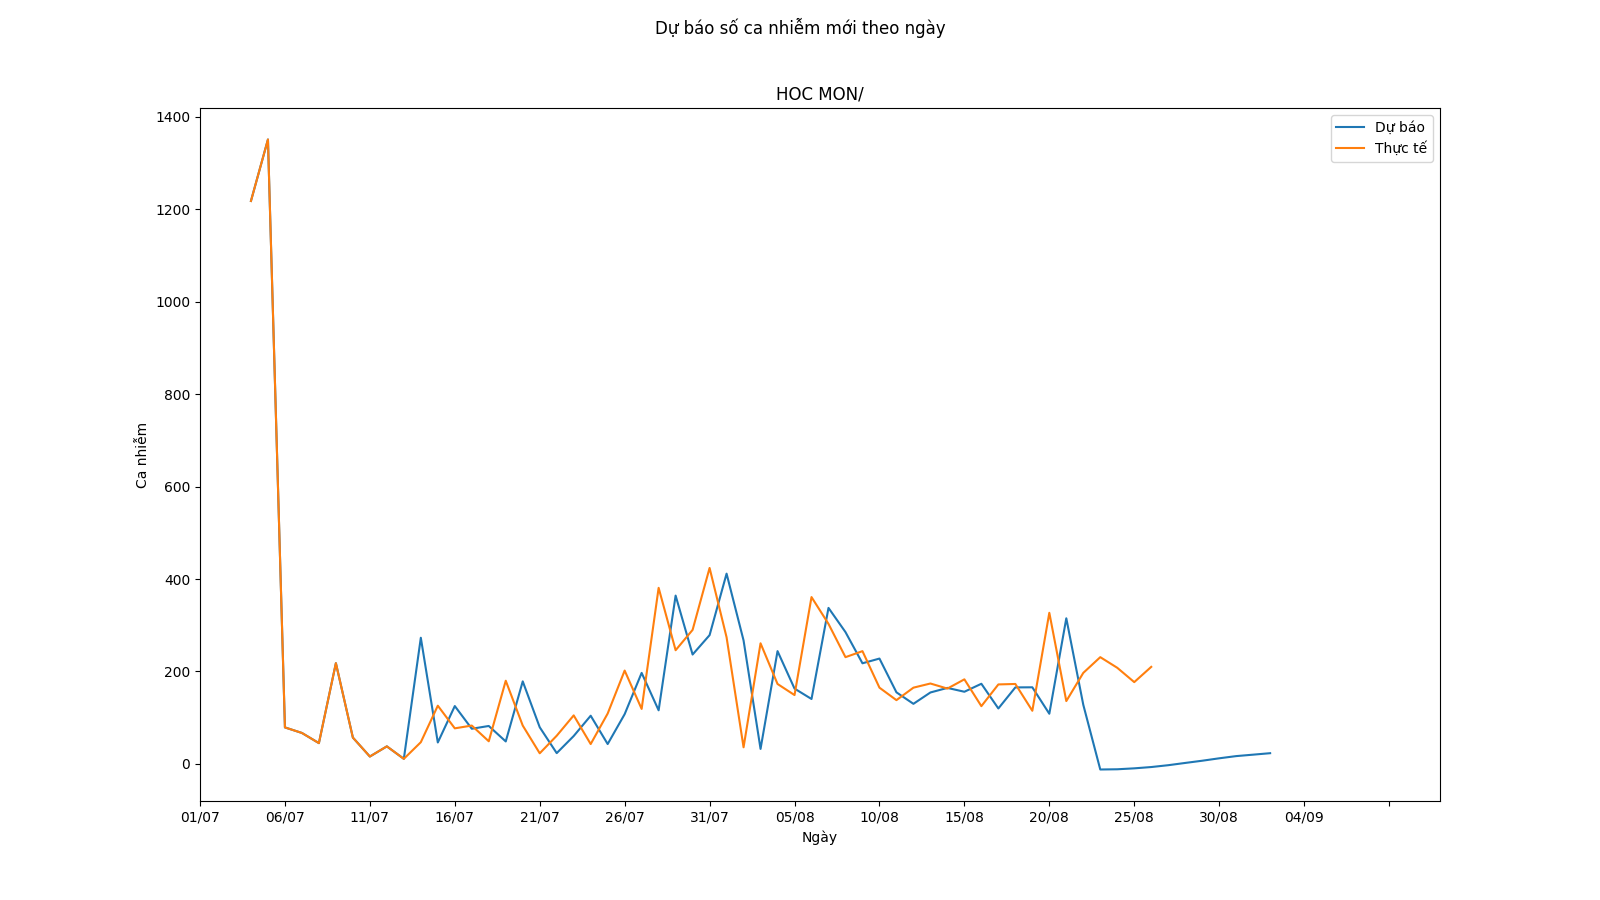 Dự báo số ca nhiễm mới theo ngày
HOC MON/
Dự báo
Thực tế
1400
1200
1000
800
600
400
200
0
Ca nhiễm
01/07 06/07 11/07 16/07 21/07 26/07 31/07 05/08 10/08 15/08 20/08 25/08 30/08 04/09
Ngày